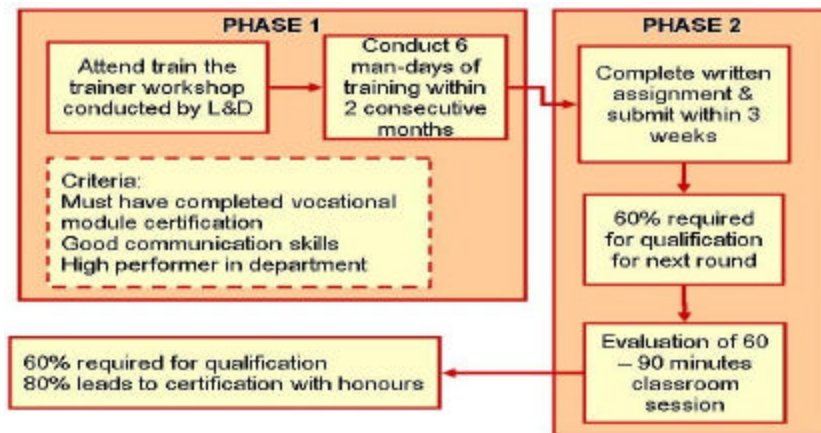 PHASE 1
Attend train the
trainer workshop
conducted by L&D
Conduct 6
man-days of
training within
2 consecutive
months
Criteria:
Must have completed vocational
module certification
Good communication skills
High performer in department
PHASE 2
Complete written
assignment &
submit within 3
weeks
60% required
for qualification
for next round
Evaluation of 60
– 90 minutes
classroom
session
60% required for qualification
80% leads to certification with honours